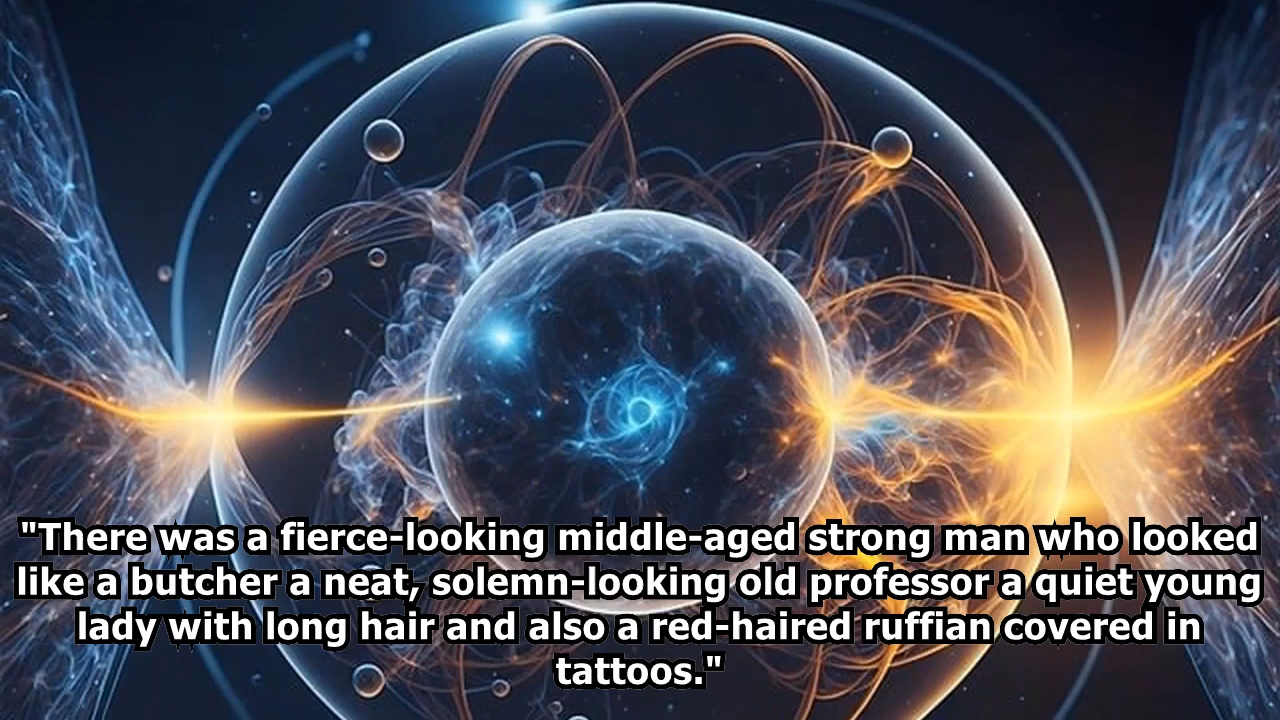 "There was a fierce-looking middle-aged strong man who looked
like a butcher a neat, solemn-looking old professor a quiet young
lady with long hair and also a red-haired ruffian covered in
tattoos."